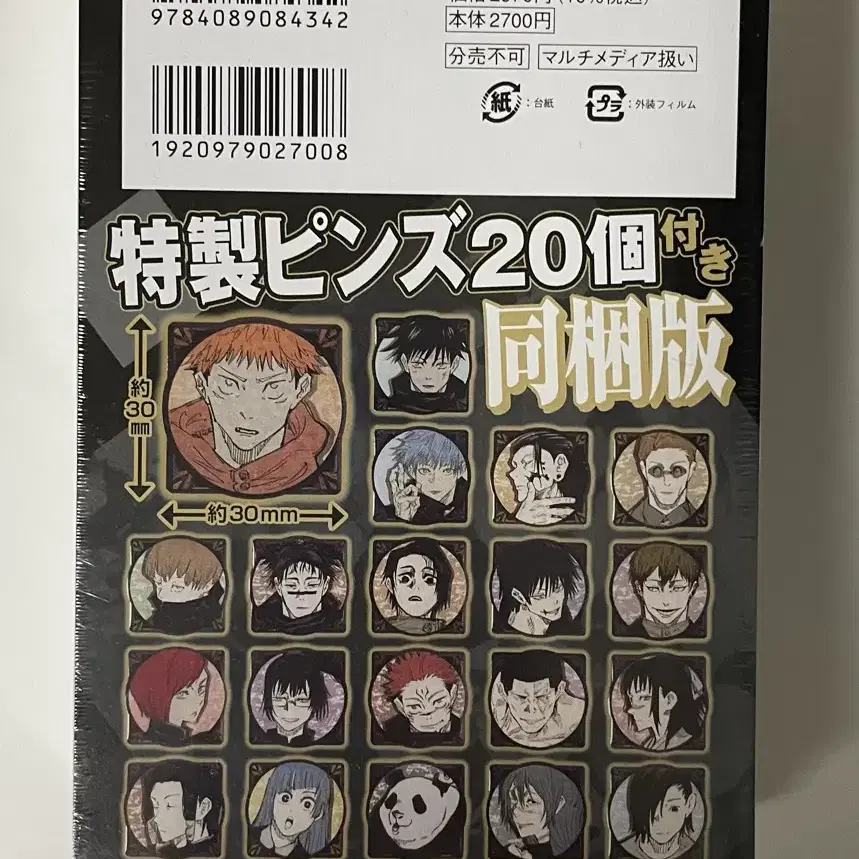 9784089084342
本体2700円
分売不可 マルチメディア扱い
紙 : 台紙 プラ : 外装フィルム
1920979027008
特製ピンズ20個付き
同梱版
約30mm
約30mm